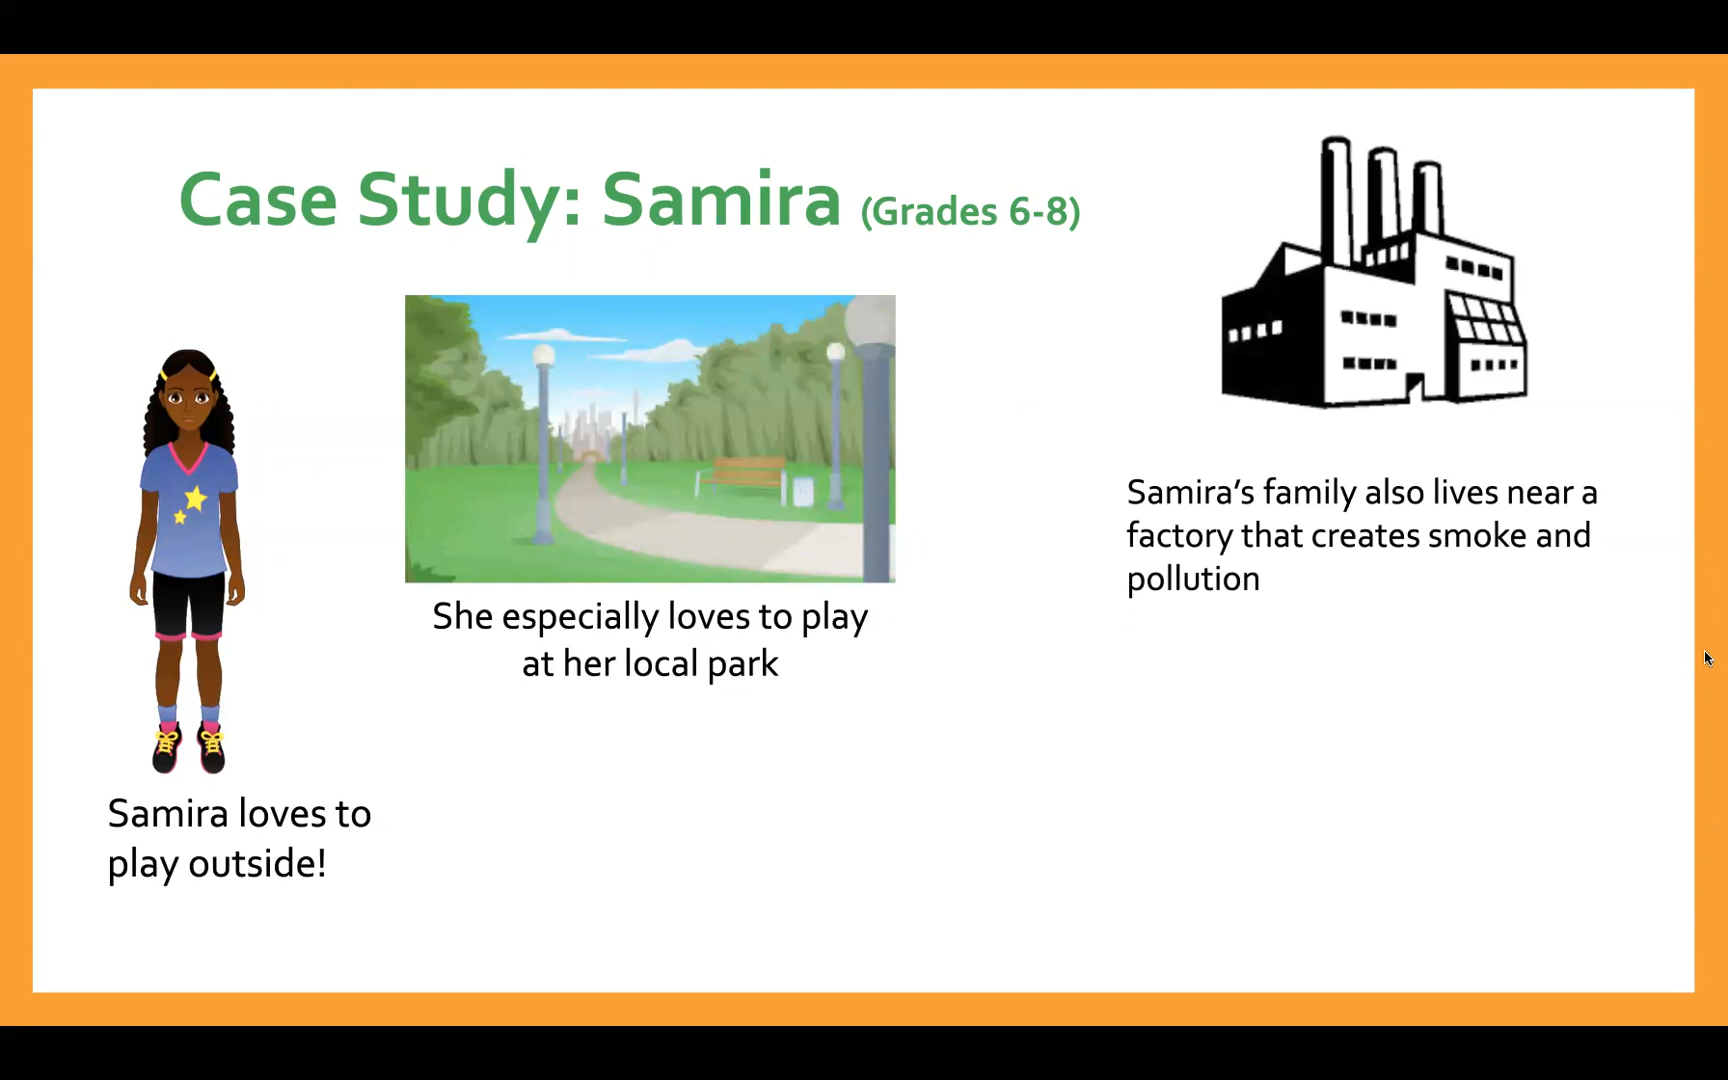 Case Study: Samira (Grades 6-8)
She especially loves to play
at her local park
Samira’s family also lives near a
factory that creates smoke and
pollution
Samira loves to
play outside!